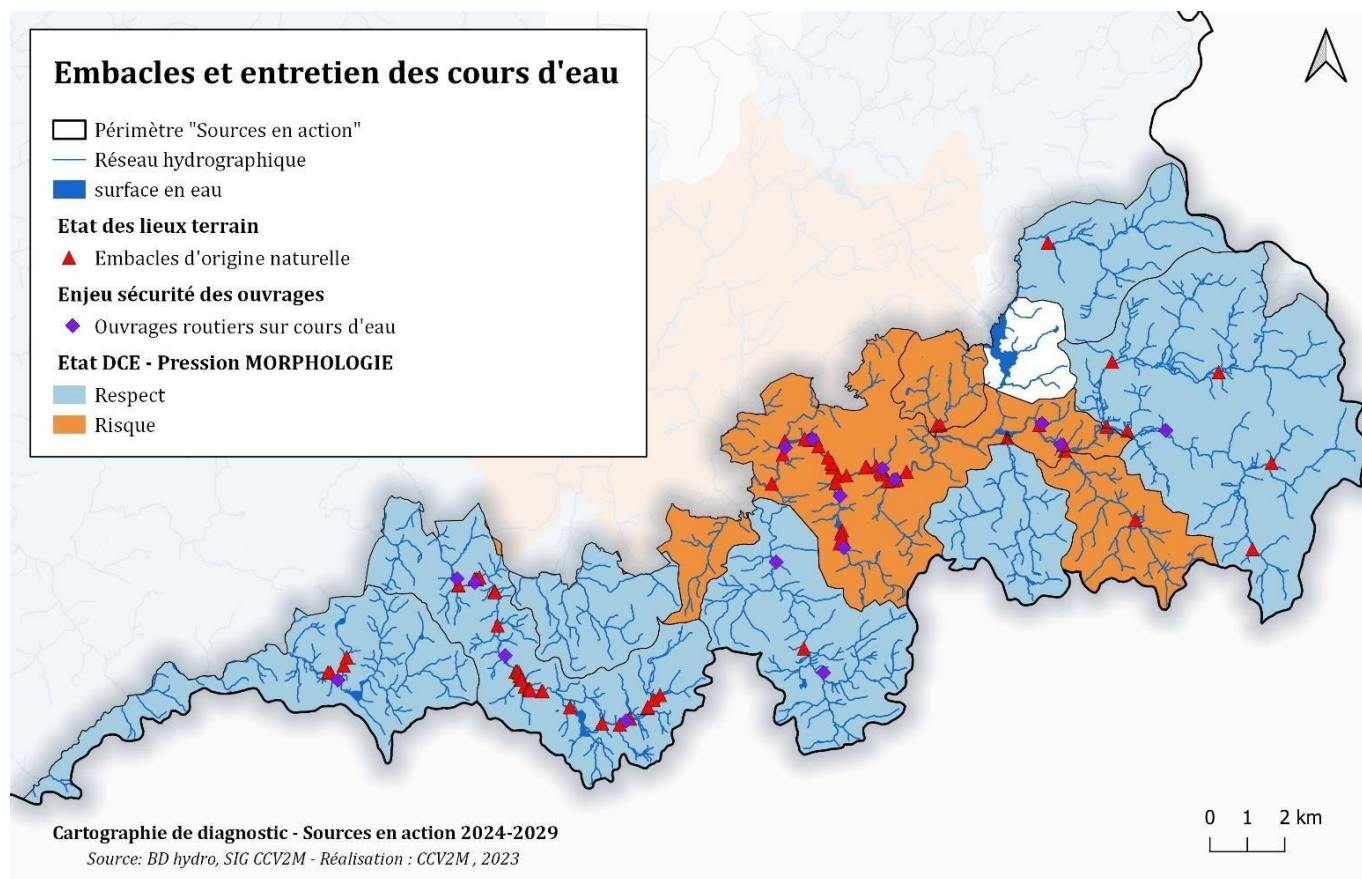 Embacles et entretien des cours d'eau
Périmètre "Sources en action"
Réseau hydrographique
surface en eau
Etat des lieux terrain
Embacles d'origine naturelle
Enjeu sécurité des ouvrages
Ouvrages routiers sur cours d'eau
Etat DCE - Pression MORPHOLOGIE
Respect
Risque
0 1 2 km
Cartographie de diagnostic - Sources en action 2024-2029
Source: BD hydro, SIG CCV2M - Réalisation : CCV2M , 2023